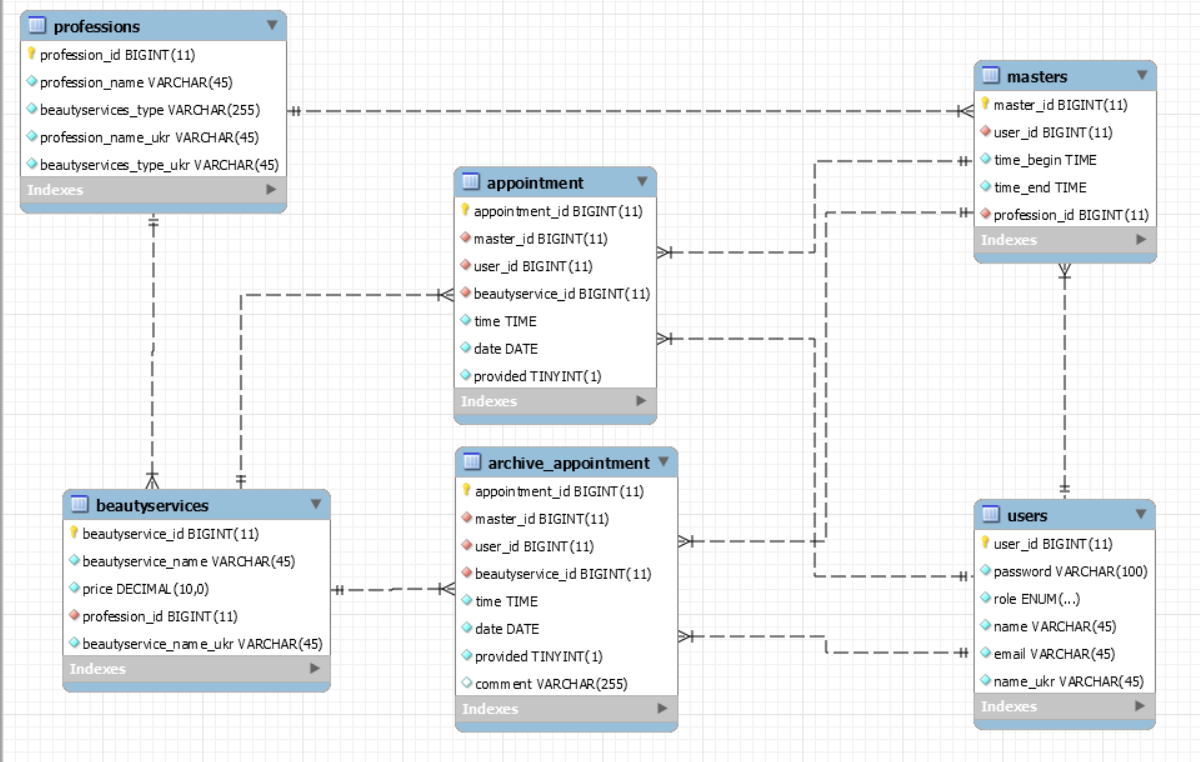 professions
profession_id BIGINT(11)
profession_name VARCHAR(45)
beautyservices_type VARCHAR(255)
profession_name_ukr VARCHAR(45)
beautyservices_type_ukr VARCHAR(45)
Indexes
masters
master_id BIGINT(11)
user_id BIGINT(11)
time_begin TIME
time_end TIME
profession_id BIGINT(11)
Indexes
appointment
appointment_id BIGINT(11)
master_id BIGINT(11)
user_id BIGINT(11)
beautyservice_id BIGINT(11)
time TIME
date DATE
provided TINYINT(1)
Indexes
archive_appointment
appointment_id BIGINT(11)
master_id BIGINT(11)
user_id BIGINT(11)
beautyservice_id BIGINT(11)
time TIME
date DATE
provided TINYINT(1)
comment VARCHAR(255)
Indexes
beautyservices
beautyservice_id BIGINT(11)
beautyservice_name VARCHAR(45)
price DECIMAL(10,0)
profession_id BIGINT(11)
beautyservice_name_ukr VARCHAR(45)
Indexes
users
user_id BIGINT(11)
password VARCHAR(100)
role ENUM(...)
name VARCHAR(45)
email VARCHAR(45)
name_ukr VARCHAR(45)
Indexes